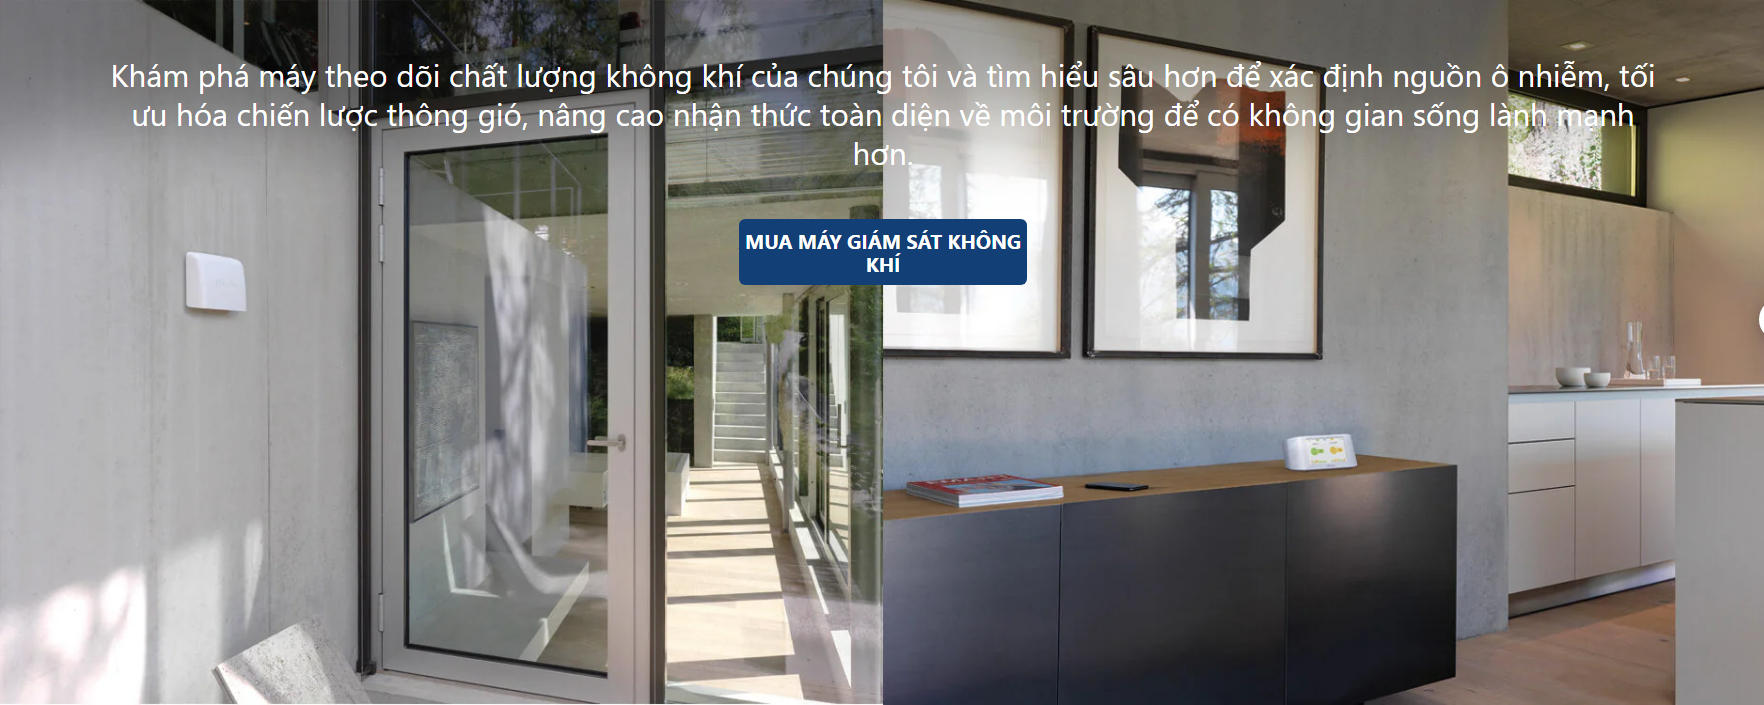 Khám phá máy theo dõi chất lượng không khí của chúng tôi và tìm hiểu sâu hơn để xác định nguồn ô nhiễm, tối
ưu hóa chiến lược thông gió, nâng cao nhận thức toàn diện về môi trường để có không gian sống lành mạnh
hơn.
MUA MÁY GIÁM SÁT KHÔNG
KHÍ